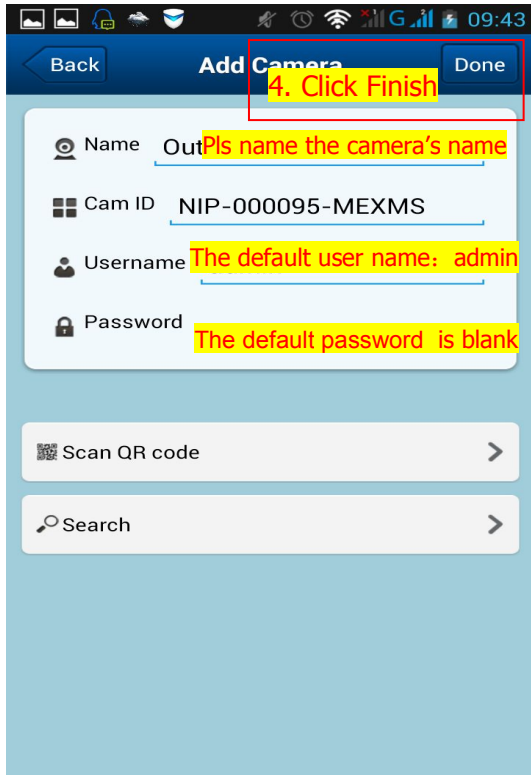 G 09:43
Back Add Camera Done
4. Click Finish
Name Out Pls name the camera's name
Cam ID NIP-000095-MEXMS
Username The default user name：admin
Password The default password is blank
Scan QR code
Search